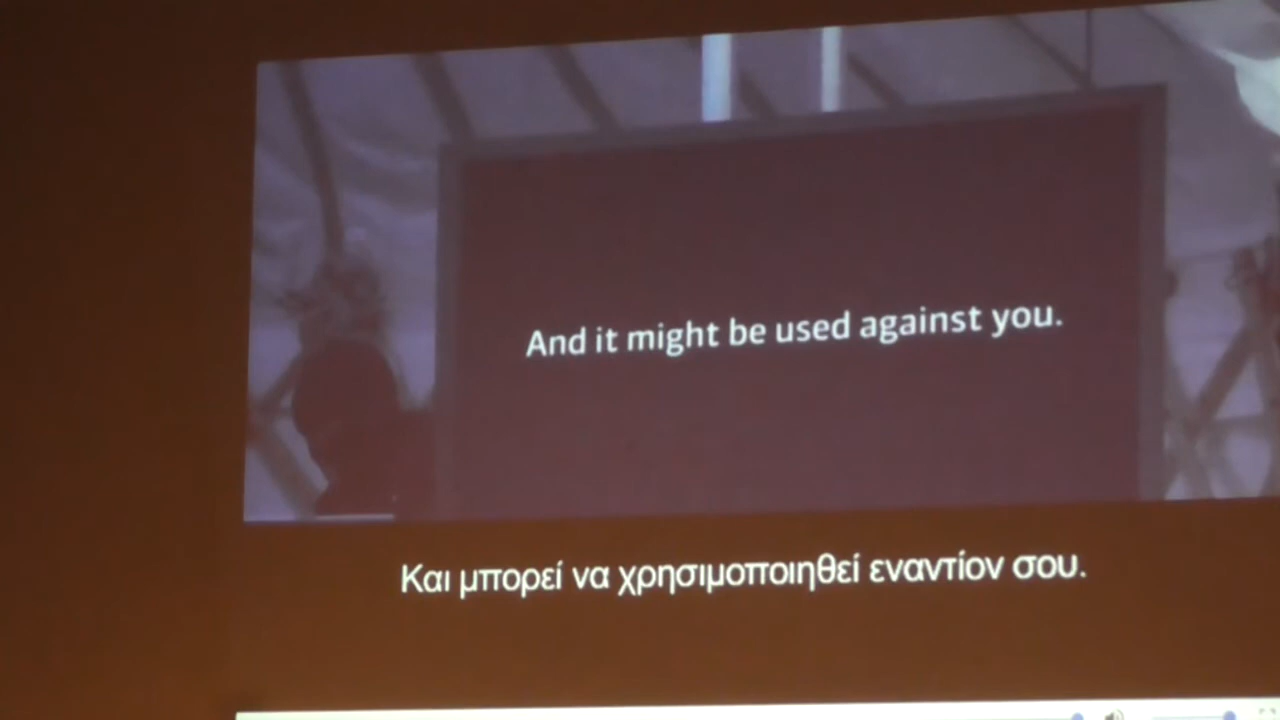 And it might be used against you.
Και μπορεί να χρησιμοποιηθεί εναντίον σου.